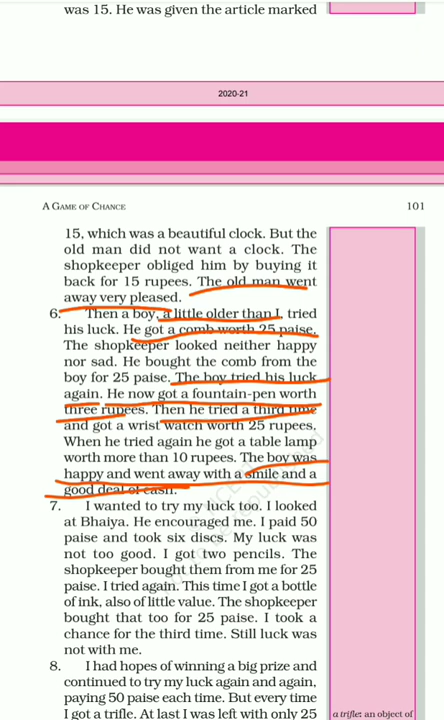 was 15. He was given the article marked
2020-21
A GAME OF CHANCE 101
15, which was a beautiful clock. But the
old man did not want a clock. The
shopkeeper obliged him by buying it
back for 15 rupees. The old man went
away very pleased.
6. Then a boy, a little older than I, tried
his luck. He got a comb worth 25 paise.
The shopkeeper looked neither happy
nor sad. He bought the comb from the
boy for 25 paise. The boy tried his luck
again. He now got a fountain-pen worth
three rupees. Then he tried a third time
and got a wrist watch worth 25 rupees.
When he tried again he got a table lamp
worth more than 10 rupees. The boy was
happy and went away with a smile and a
good deal of cash.
7. I wanted to try my luck too. I looked
at Bhaiya. He encouraged me. I paid 50
paise and took six discs. My luck was
not too good. I got two pencils. The
shopkeeper bought them from me for 25
paise. I tried again. This time I got a bottle
of ink, also of little value. The shopkeeper
bought that too for 25 paise. I took a
chance for the third time. Still luck was
not with me.
8. I had hopes of winning a big prize and
continued to try my luck again and again,
paying 50 paise each time. But every time
I got a trifle. At last I was left with only 25
a trifle: an object of